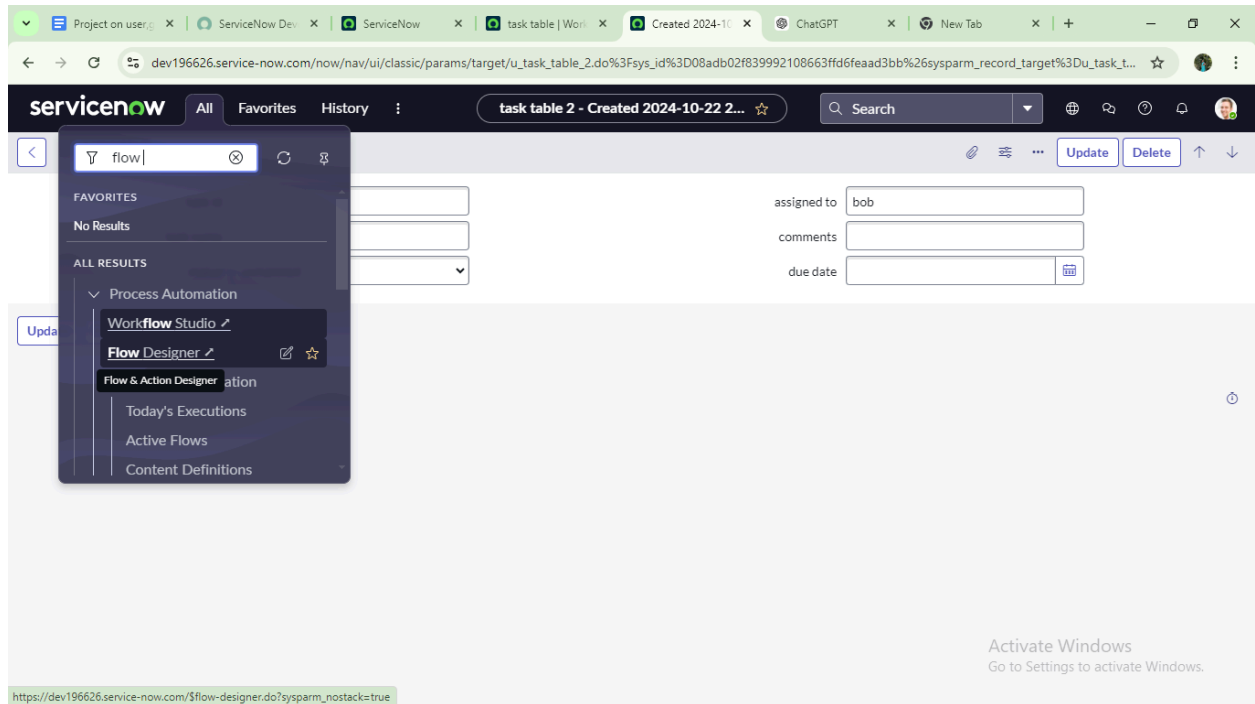 Project on user,g
ServiceNow Dev
ServiceNow
task table | Wor
Created 2024-10
ChatGPT
New Tab
dev196626.service-now.com/now/nav/ui/classic/params/target/u_task_table_2.do%3Fsys_id%3D08adb02f839992108663ffd6feaad3bb%26sysparm_record_target%3Du_task_t...
servicenow All Favorites History task table 2 - Created 2024-10-22 2... Search
flow
Update Delete
FAVORITES
No Results
ALL RESULTS
Process Automation
Workflow Studio
Flow Designer
Flow & Action Designer
ation
Today's Executions
Active Flows
Content Definitions
assigned to bob
comments
due date
Upda
Activate Windows
Go to Settings to activate Windows.
https://dev196626.service-now.com/$flow-designer.do?sysparm_nostack=true